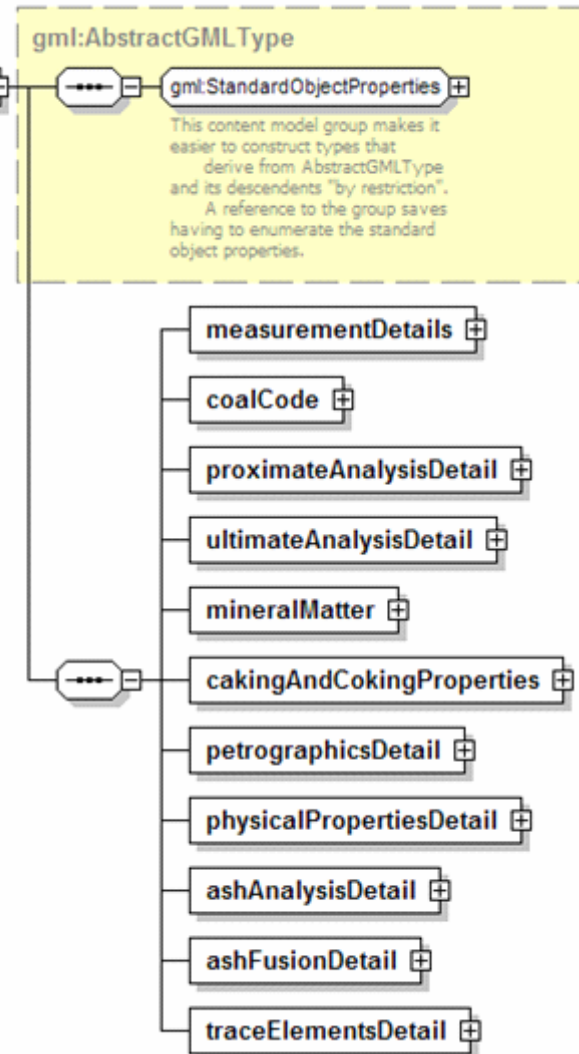 gml:AbstractGMLType
gml:StandardObjectProperties
This content model group makes it
easier to construct types that
derive from AbstractGMLType
and its descendents "by restriction".
A reference to the group saves
having to enumerate the standard
object properties.
measurementDetails
coalCode
proximateAnalysisDetail
ultimateAnalysisDetail
mineralMatter
cakingAndCokingProperties
petrographicsDetail
physicalPropertiesDetail
ashAnalysisDetail
ashFusionDetail
traceElementsDetail